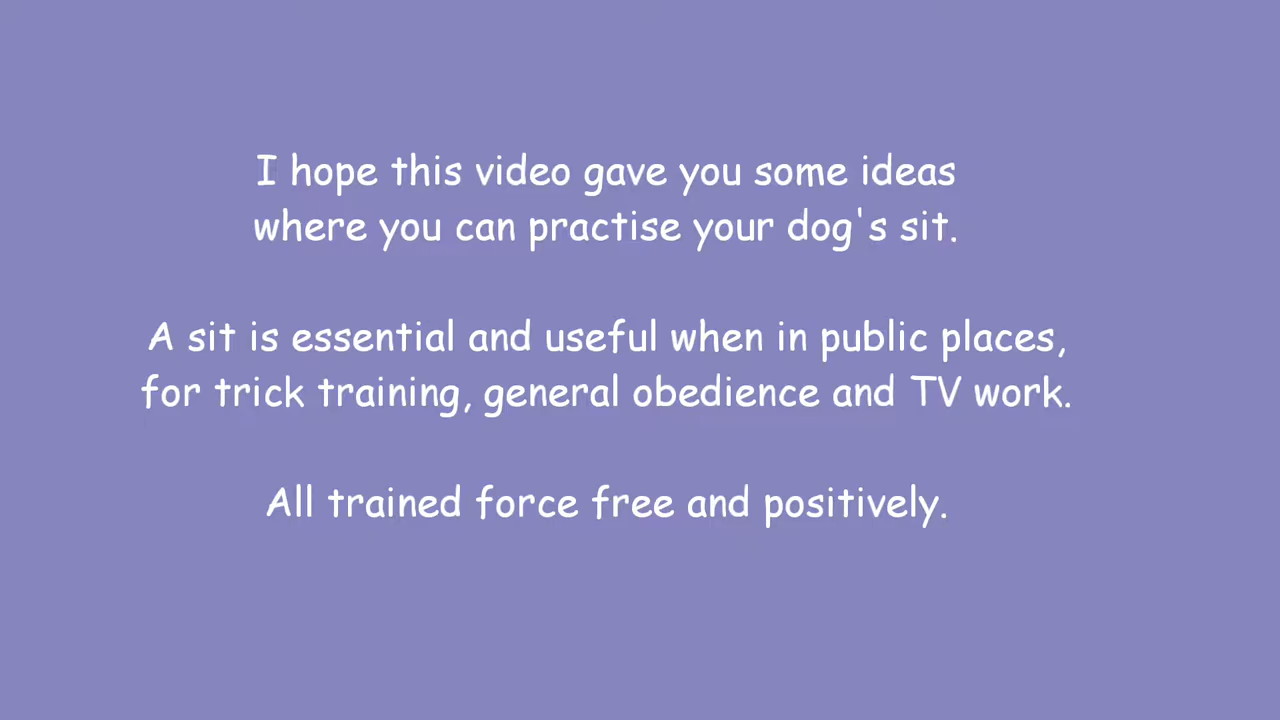 I hope this video gave you some ideas
where you can practise your dog's sit.
A sit is essential and useful when in public places,
for trick training, general obedience and TV work.
All trained force free and positively.